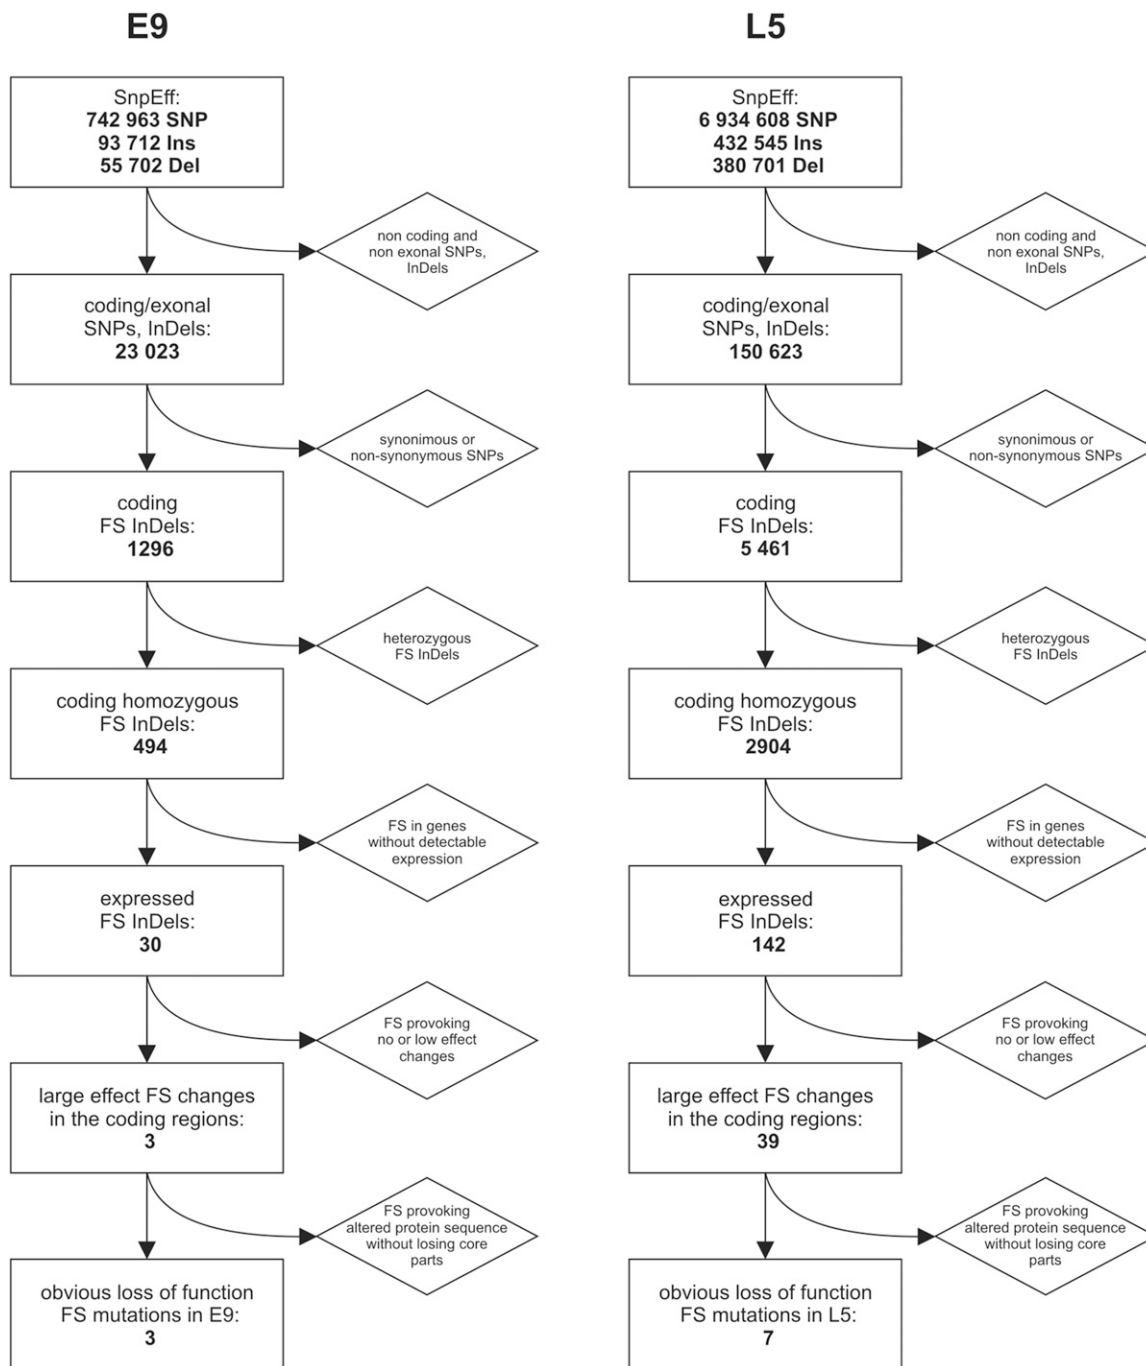 E9
SnpEff:
742 963 SNP
93 712 Ins
55 702 Del
non coding and
non exonal SNPs,
InDels
coding/exonal
SNPs, InDels:
23 023
synonimous or
non-synonymous SNPs
coding
FS InDels:
1296
heterozygous
FS InDels
coding homozygous
FS InDels:
494
FS in genes
without detectable
expression
expressed
FS InDels:
30
FS provoking
no or low effect
changes
large effect FS changes
in the coding regions:
3
FS provoking
altered protein sequence
without losing core
parts
obvious loss of function
FS mutations in E9:
3
L5
SnpEff:
6 934 608 SNP
432 545 Ins
380 701 Del
non coding and
non exonal SNPs,
InDels
coding/exonal
SNPs, InDels:
150 623
synonimous or
non-synonymous SNPs
coding
FS InDels:
5 461
heterozygous
FS InDels
coding homozygous
FS InDels:
2904
FS in genes
without detectable
expression
expressed
FS InDels:
142
FS provoking
no or low effect
changes
large effect FS changes
in the coding regions:
39
FS provoking
altered protein sequence
without losing core
parts
obvious loss of function
FS mutations in L5:
7